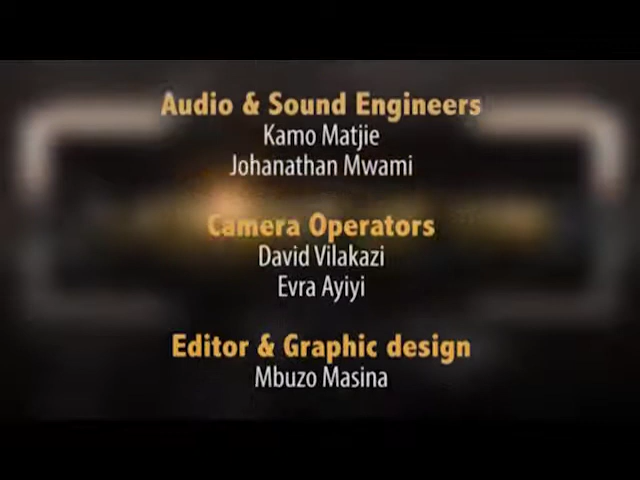 Audio & Sound Engineers
Kamo Matjie
Johanathan Mwami
Camera Operators
David Vilakazi
Evra Ayiyi
Editor & Graphic design
Mbuzo Masina